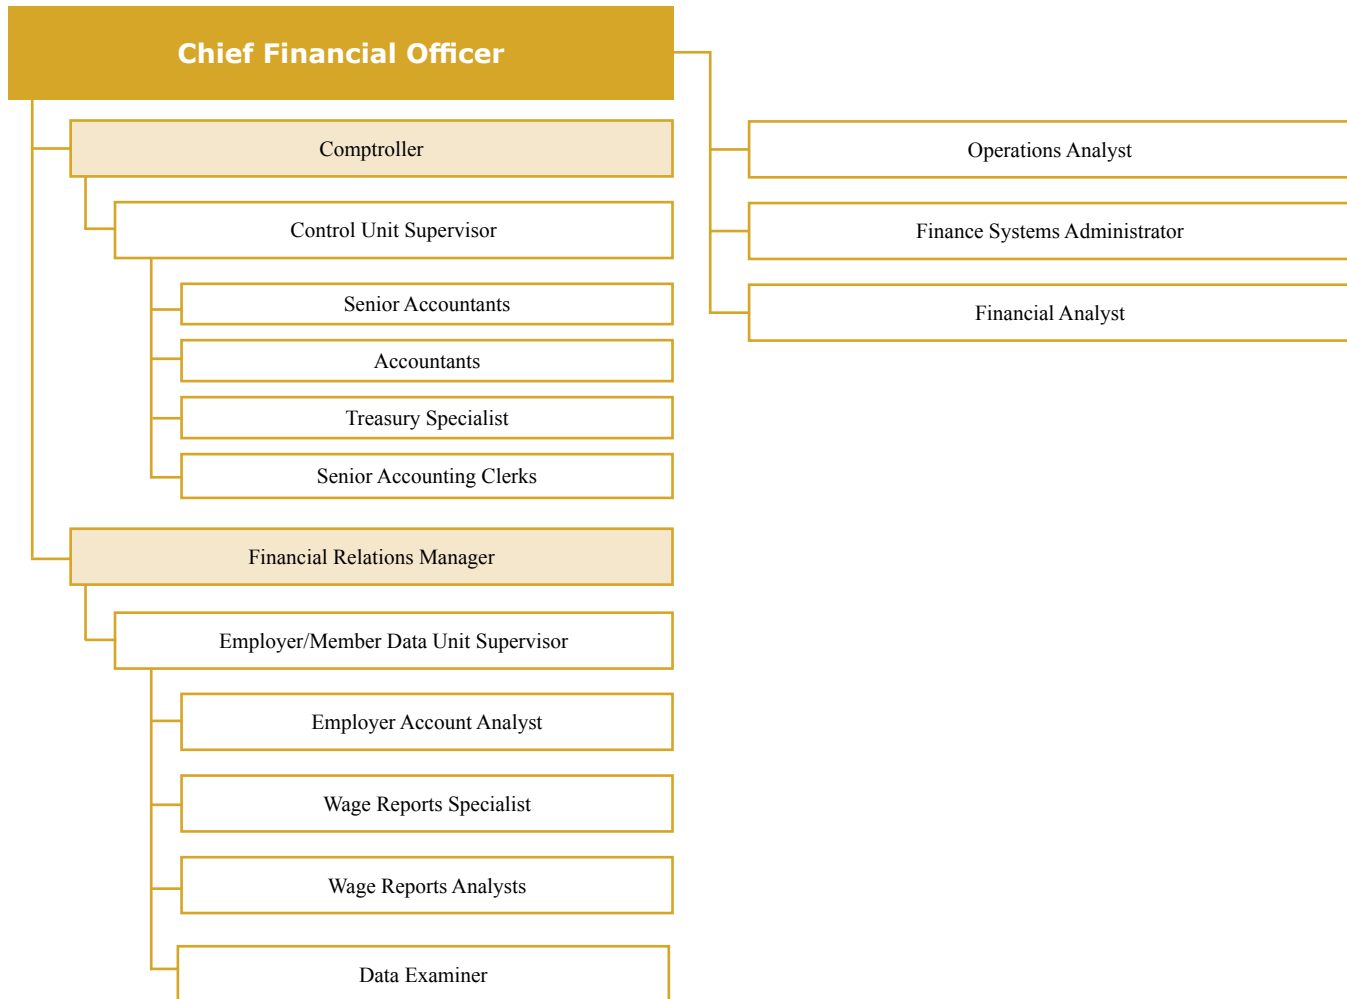 Chief Financial Officer
Comptroller
Control Unit Supervisor
Senior Accountants
Accountants
Treasury Specialist
Senior Accounting Clerks
Financial Relations Manager
Employer/Member Data Unit Supervisor
Employer Account Analyst
Wage Reports Specialist
Wage Reports Analysts
Data Examiner
Operations Analyst
Finance Systems Administrator
Financial Analyst